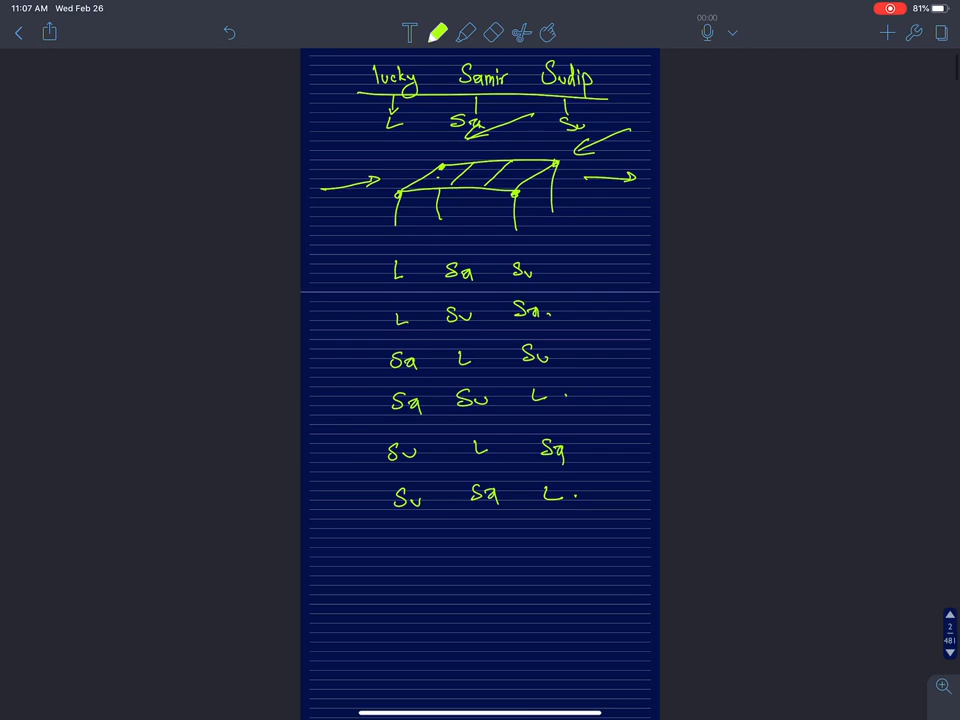 11:07 AM Wed Feb 26
81%
00:00
T
lucky Samir Sudip
L Sa Su
L Sa Su
L Su Sa.
Sa L Su
Sa Su L.
Su L Sa
Su Sa L.
2
481